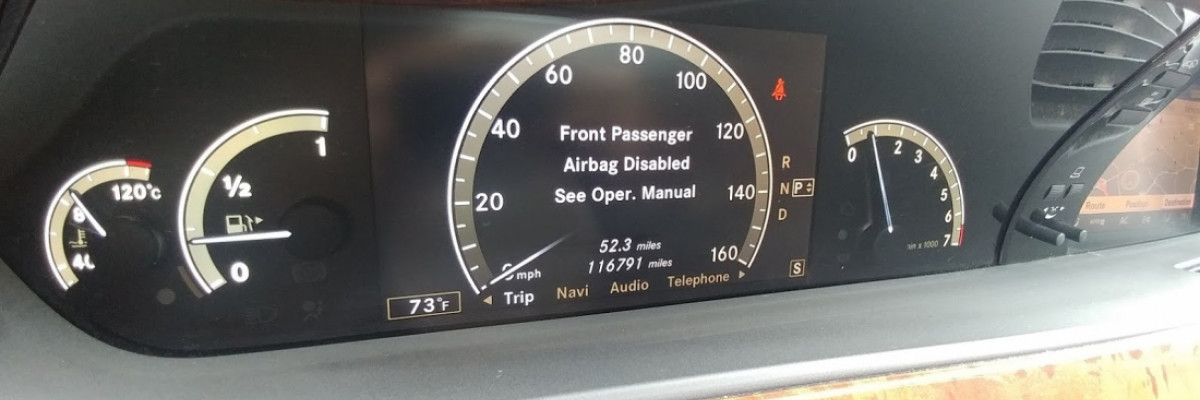 120°C
1
½
0
73°F
0
20
40
60
80
100
120
140
160
mph
Front Passenger
Airbag Disabled
See Oper. Manual
52.3 miles
116791 miles
Trip Navi Audio Telephone
R
N P
D
S
0
2
3
4
5
6
7
x 1000
Route
Position
Destination